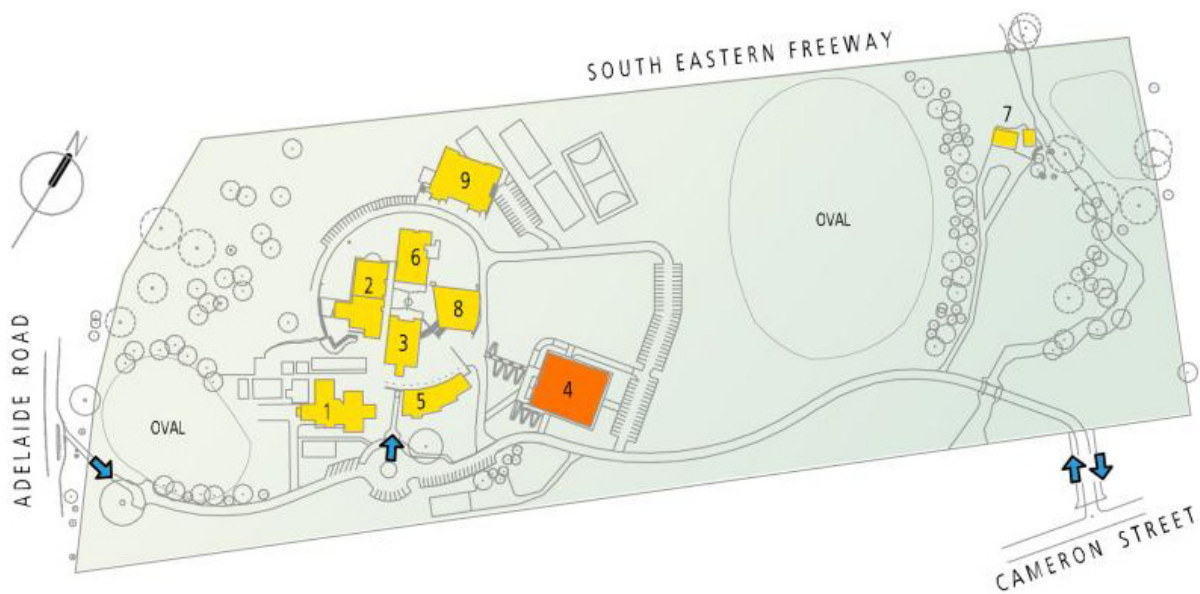 SOUTH EASTERN FREEWAY
N
7
9
6
OVAL
2
8
3
4
ADELAIDE ROAD
5
1
OVAL
CAMERON STREET